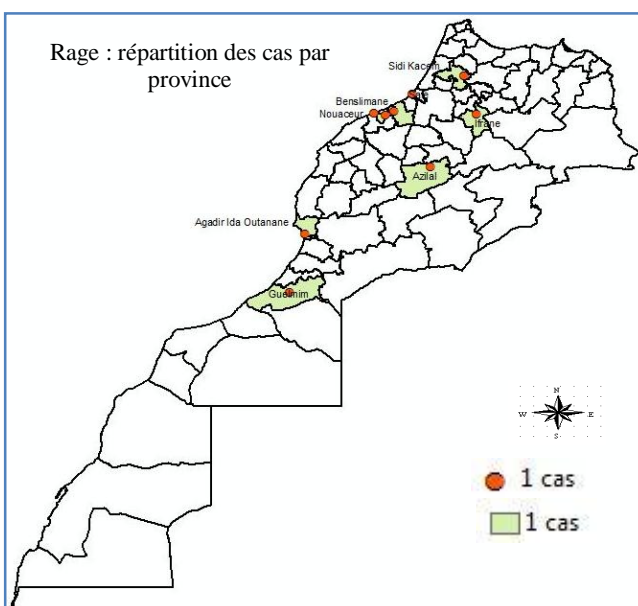 Rage : répartition des cas par
province
Sidi Kacem
Benslimane
Nouaceur
Ifrane
Azilal
Agadir Ida Outanane
Guelmim
N
W E
S
1 cas
1 cas